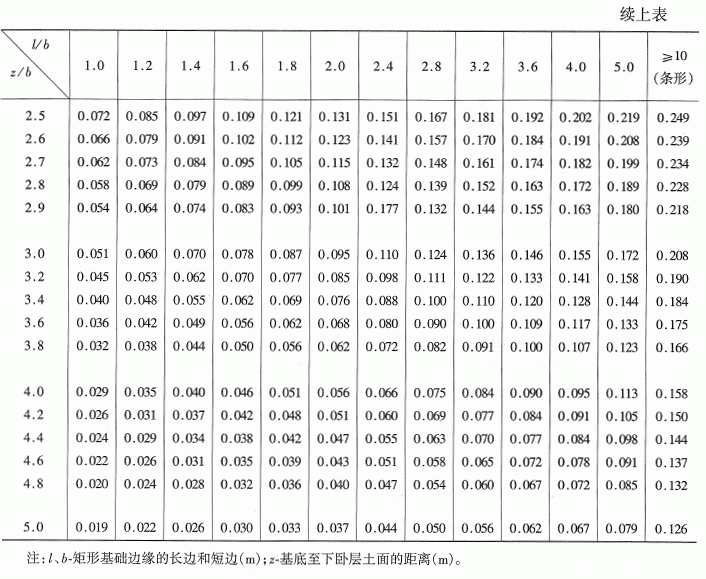 续上表
l/b 1.0 1.2 1.4 1.6 1.8 2.0 2.4 2.8 3.2 3.6 4.0 5.0 ≥10
z/b (条形)
2.5 0.072 0.085 0.097 0.109 0.121 0.131 0.151 0.167 0.181 0.192 0.202 0.219 0.249
2.6 0.066 0.079 0.091 0.102 0.112 0.123 0.141 0.157 0.170 0.184 0.191 0.208 0.239
2.7 0.062 0.073 0.084 0.095 0.105 0.115 0.132 0.148 0.161 0.174 0.182 0.199 0.234
2.8 0.058 0.069 0.079 0.089 0.099 0.108 0.124 0.139 0.152 0.163 0.172 0.189 0.228
2.9 0.054 0.064 0.074 0.083 0.093 0.101 0.177 0.132 0.144 0.155 0.163 0.180 0.218
3.0 0.051 0.060 0.070 0.078 0.087 0.095 0.110 0.124 0.136 0.146 0.155 0.172 0.208
3.2 0.045 0.053 0.062 0.070 0.077 0.085 0.098 0.111 0.122 0.133 0.141 0.158 0.190
3.4 0.040 0.048 0.055 0.062 0.069 0.076 0.088 0.100 0.110 0.120 0.128 0.144 0.184
3.6 0.036 0.042 0.049 0.056 0.062 0.068 0.080 0.090 0.100 0.109 0.117 0.133 0.175
3.8 0.032 0.038 0.044 0.050 0.056 0.062 0.072 0.082 0.091 0.100 0.107 0.123 0.166
4.0 0.029 0.035 0.040 0.046 0.051 0.056 0.066 0.075 0.084 0.090 0.095 0.113 0.158
4.2 0.026 0.031 0.037 0.042 0.048 0.051 0.060 0.069 0.077 0.084 0.091 0.105 0.150
4.4 0.024 0.029 0.034 0.038 0.042 0.047 0.055 0.063 0.070 0.077 0.084 0.098 0.144
4.6 0.022 0.026 0.031 0.035 0.039 0.043 0.051 0.058 0.065 0.072 0.078 0.091 0.137
4.8 0.020 0.024 0.028 0.032 0.036 0.040 0.047 0.054 0.060 0.067 0.072 0.085 0.132
5.0 0.019 0.022 0.026 0.030 0.033 0.037 0.044 0.050 0.056 0.062 0.067 0.079 0.126
注:l、b-矩形基础边缘的长边和短边(m);z-基底至下卧层土面的距离(m)。